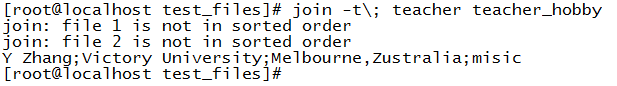 [root@localhost test_files]# join -t\; teacher teacher_hobby
join: file 1 is not in sorted order
join: file 2 is not in sorted order
Y Zhang;Victory University;Melbourne,Zustralia;misic
[root@localhost test_files]#